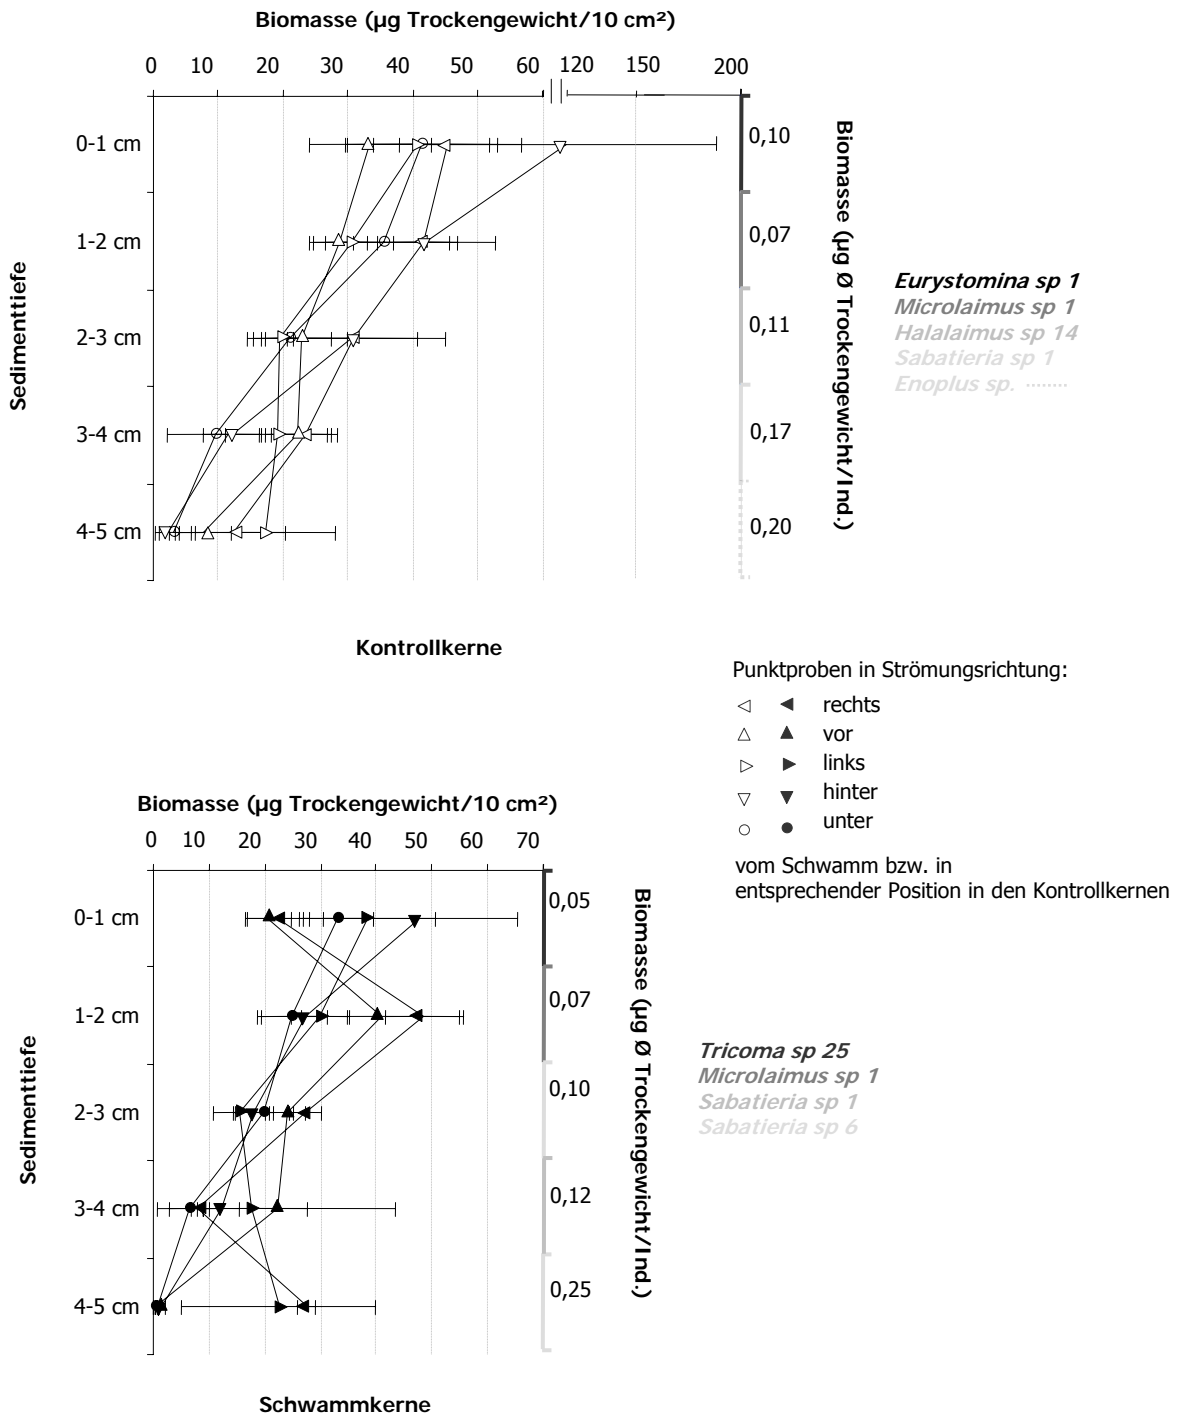 Biomasse (µg Trockengewicht/10 cm²)
0 10 20 30 40 50 60 120 150 200
0-1 cm
1-2 cm
2-3 cm
3-4 cm
4-5 cm
Sedimenttiefe
0,10
0,07
0,11
0,17
0,20
Biomasse (µg Ø Trockengewicht/Ind.)
Eurystomina sp 1
Microlaimus sp 1
Halalaimus sp 14
Sabatieria sp 1
Enoplus sp. ........
Kontrollkerne
Punktproben in Strömungsrichtung:
rechts
vor
links
hinter
unter
vom Schwamm bzw. in
entsprechender Position in den Kontrollkernen
Biomasse (µg Trockengewicht/10 cm²)
0 10 20 30 40 50 60 70
0-1 cm
1-2 cm
2-3 cm
3-4 cm
4-5 cm
Sedimenttiefe
0,05
0,07
0,10
0,12
0,25
Biomasse (µg Ø Trockengewicht/Ind.)
Tricoma sp 25
Microlaimus sp 1
Sabatieria sp 1
Sabatieria sp 6
Schwammkerne